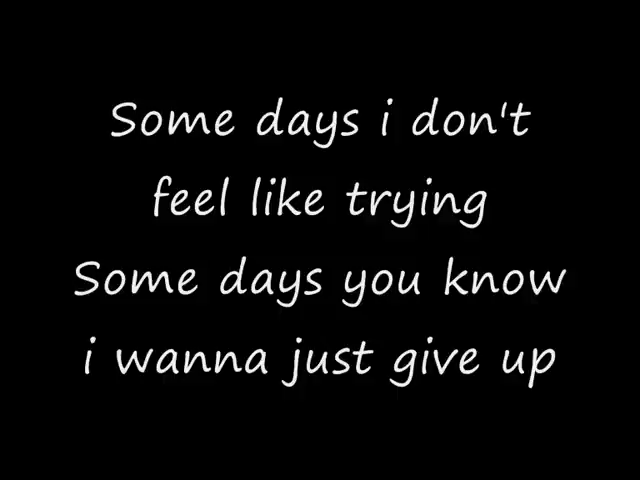 Some days i don't
feel like trying
Some days you know
i wanna just give up